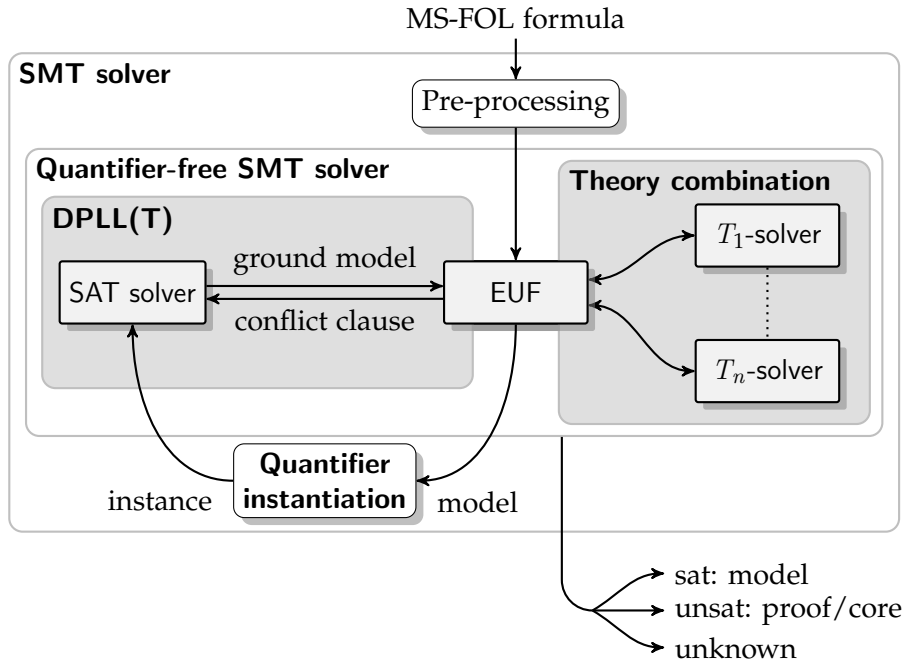 MS-FOL formula
SMT solver
Pre-processing
Quantifier-free SMT solver
Theory combination
DPLL(T)
T₁-solver
ground model
SAT solver
EUF
conflict clause
Tₙ-solver
Quantifier
instantiation
instance
model
sat: model
unsat: proof/core
unknown